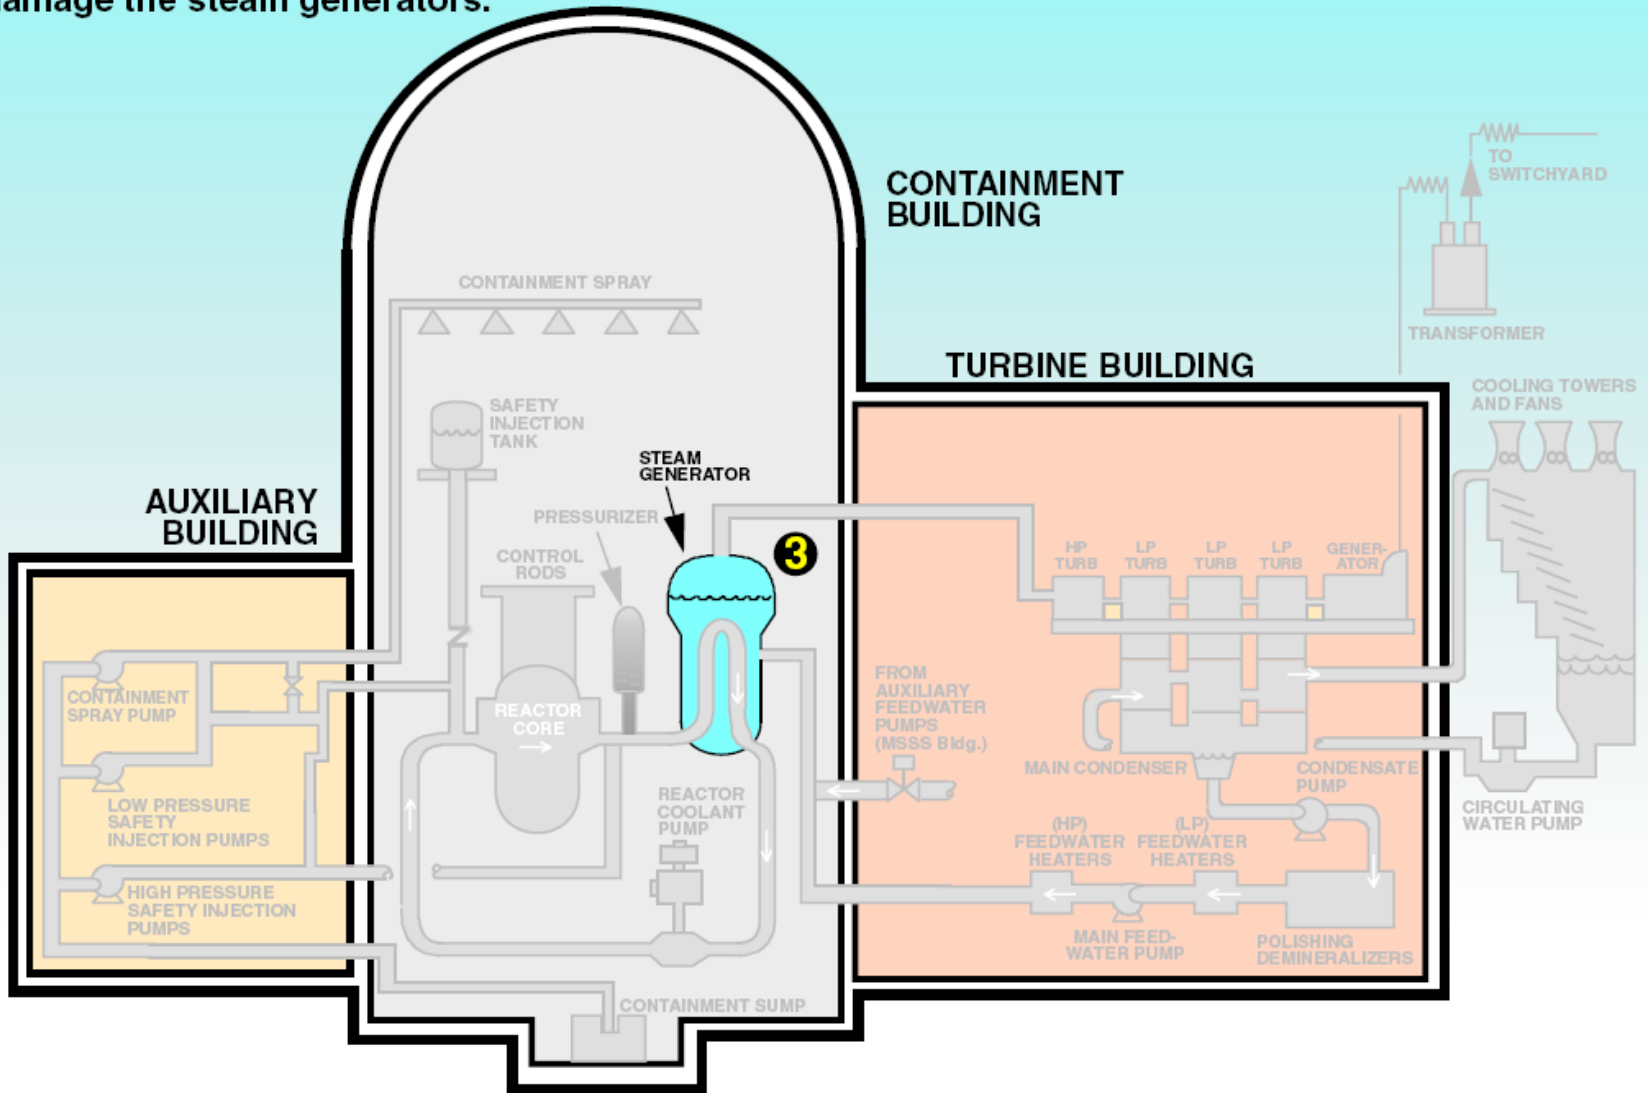 damage the steam generators.
CONTAINMENT
BUILDING
TO
SWITCHYARD
TRANSFORMER
CONTAINMENT SPRAY
TURBINE BUILDING
COOLING TOWERS
AND FANS
SAFETY
INJECTION
TANK
STEAM
GENERATOR
AUXILIARY
BUILDING
PRESSURIZER
3
CONTROL
RODS
HP
TURB
LP
TURB
LP
TURB
LP
TURB
GENER-
ATOR
CONTAINMENT
SPRAY PUMP
REACTOR
CORE
FROM
AUXILIARY
FEEDWATER
PUMPS
(MSSS Bldg.)
MAIN CONDENSER
CONDENSATE
PUMP
LOW PRESSURE
SAFETY
INJECTION PUMPS
REACTOR
COOLANT
PUMP
CIRCULATING
WATER PUMP
(HP)
FEEDWATER
HEATERS
(LP)
FEEDWATER
HEATERS
HIGH PRESSURE
SAFETY INJECTION
PUMPS
MAIN FEED-
WATER PUMP
POLISHING
DEMINERALIZERS
CONTAINMENT SUMP